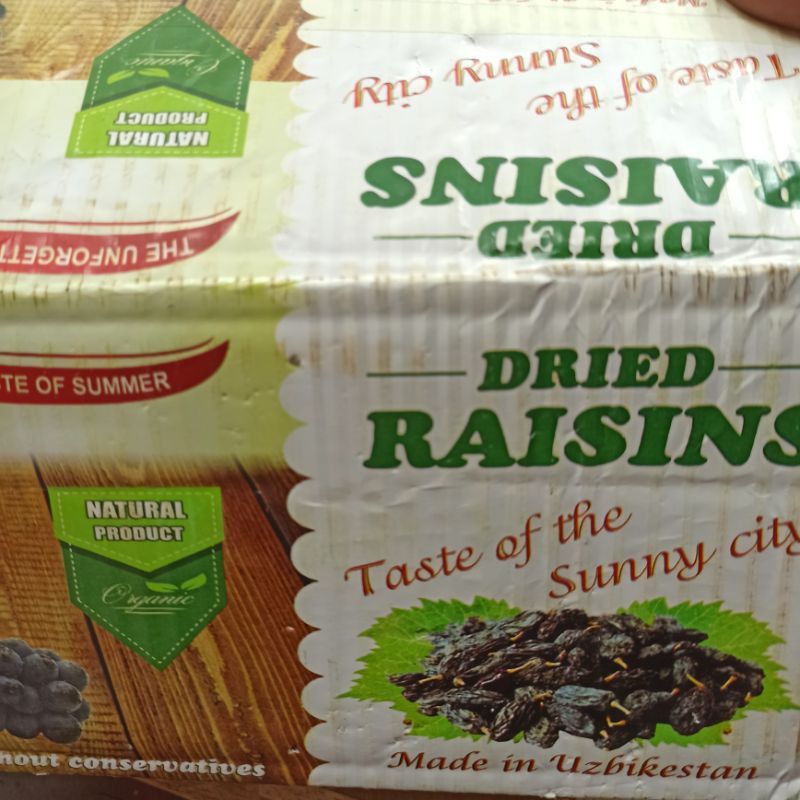 Taste of the
Sunny city
RAISINS
DRIED
NATURAL
PRODUCT
Organic
THE UNFORGET
TE OF SUMMER
DRIED
RAISINS
NATURAL
PRODUCT
Organic
Taste of the
Sunny city
Made in Uzbikestan
hout conservatives